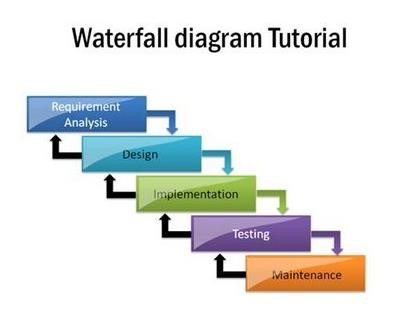 Waterfall diagram Tutorial
Requirement
Analysis
Design
Implementation
Testing
Maintenance